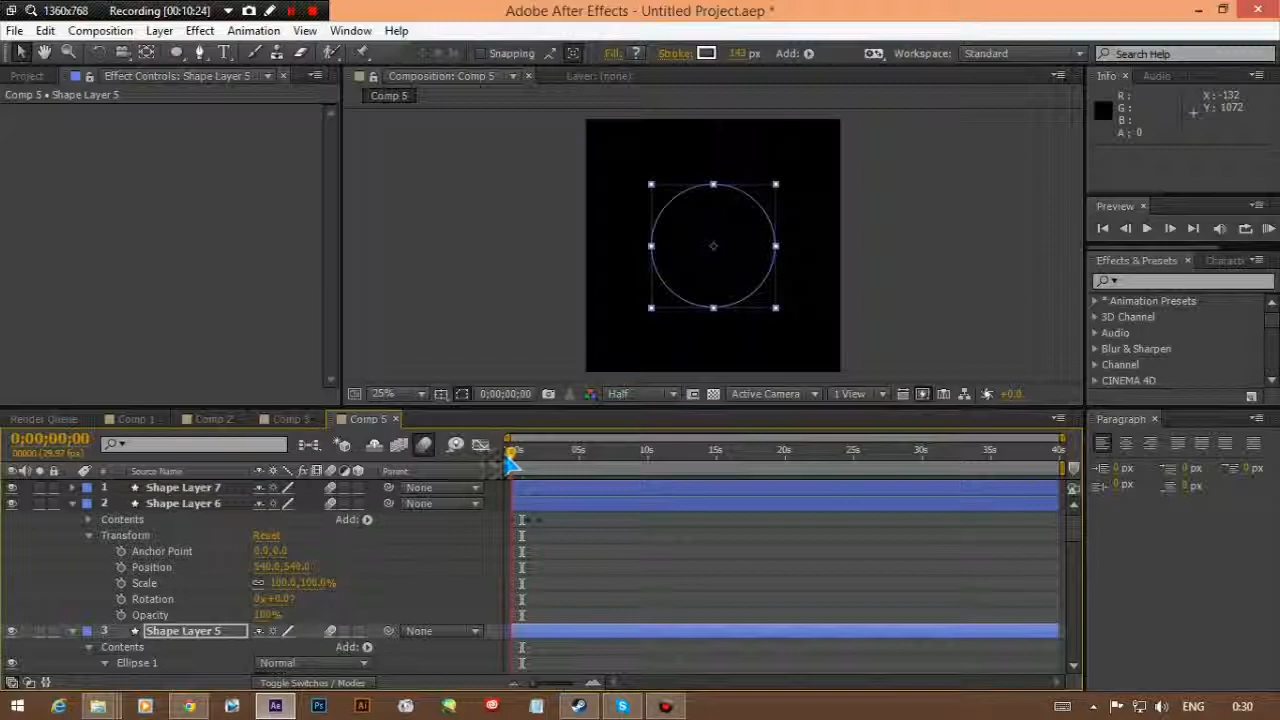 1360x768 Recording [00:10:24] Adobe After Effects - Untitled Project.aep *
File Edit Composition Layer Effect Animation View Window Help
Snapping Fill: ? Stroke: 143 px Add: Workspace: Standard Search Help
Project Effect Controls: Shape Layer 5 Composition: Comp 5 Layer: (none) Info Audio
Comp 5 • Shape Layer 5 Comp 5
R: X: -132
G: Y: 1072
B:
A: 0
Preview
Effects & Presets Charact
* Animation Presets
3D Channel
Audio
Blur & Sharpen
Channel
CINEMA 4D
25% 0;00;00;00 Half Active Camera 1 View +0.0
Render Queue Comp 1 Comp 2 Comp 3 Comp 5 Paragraph
0;00;00;00
00000 (29.97 fps)
05s 10s 15s 20s 25s 30s 35s 40s
# Source Name Parent
1 Shape Layer 7 None
2 Shape Layer 6 None
Contents Add:
Transform Reset
Anchor Point 0.0,0.0
Position 540.0,540.0
Scale 100.0,100.0%
Rotation 0x+0.0°
Opacity 100%
3 Shape Layer 5 None
Contents Add:
Ellipse 1 Normal
Toggle Switches / Modes
0 px 0 px 0 px
0 px 0 px
Ae Ps Ai ENG 0:30